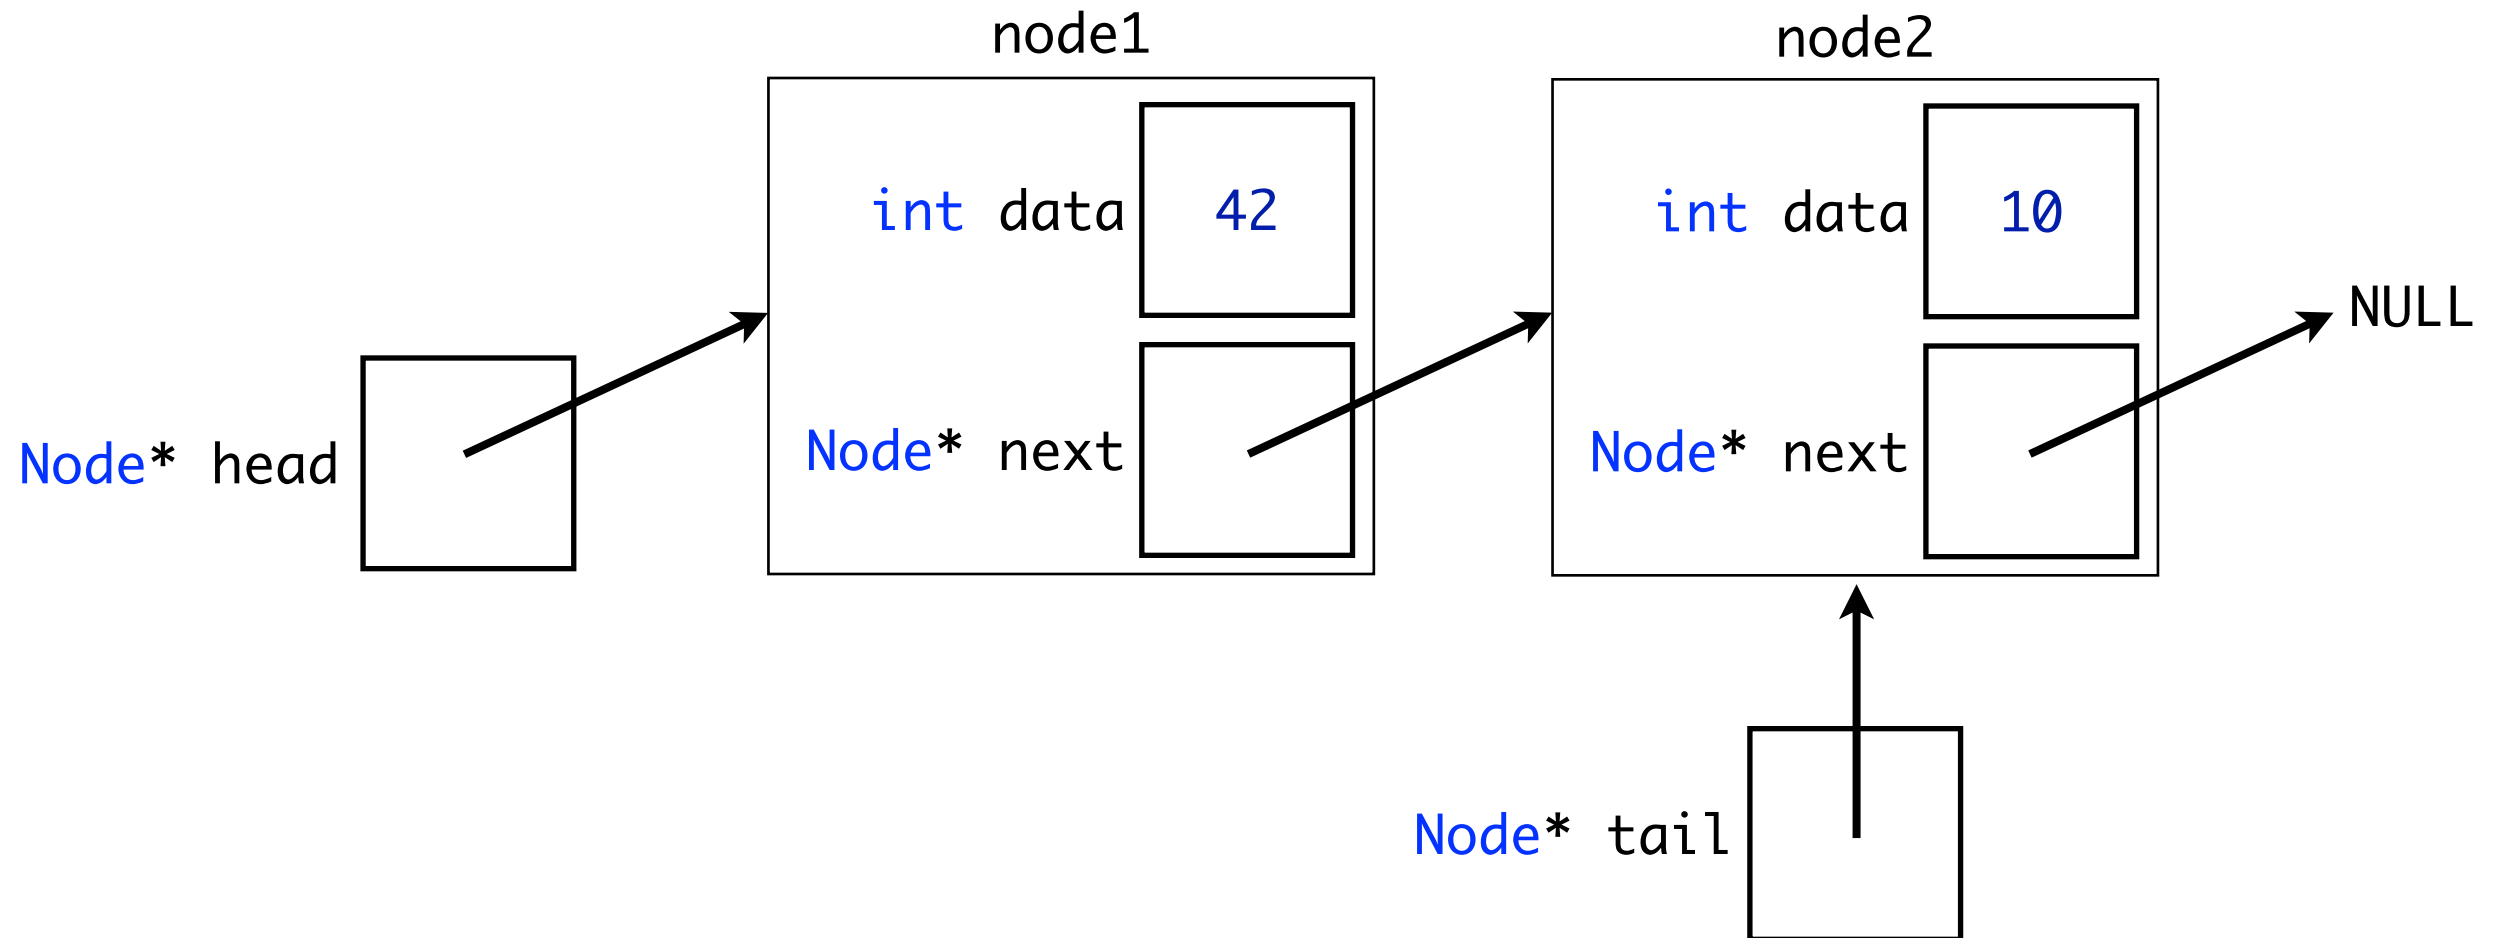 node1
node2
int data
42
int data
10
NULL
Node* head
Node* next
Node* next
Node* tail